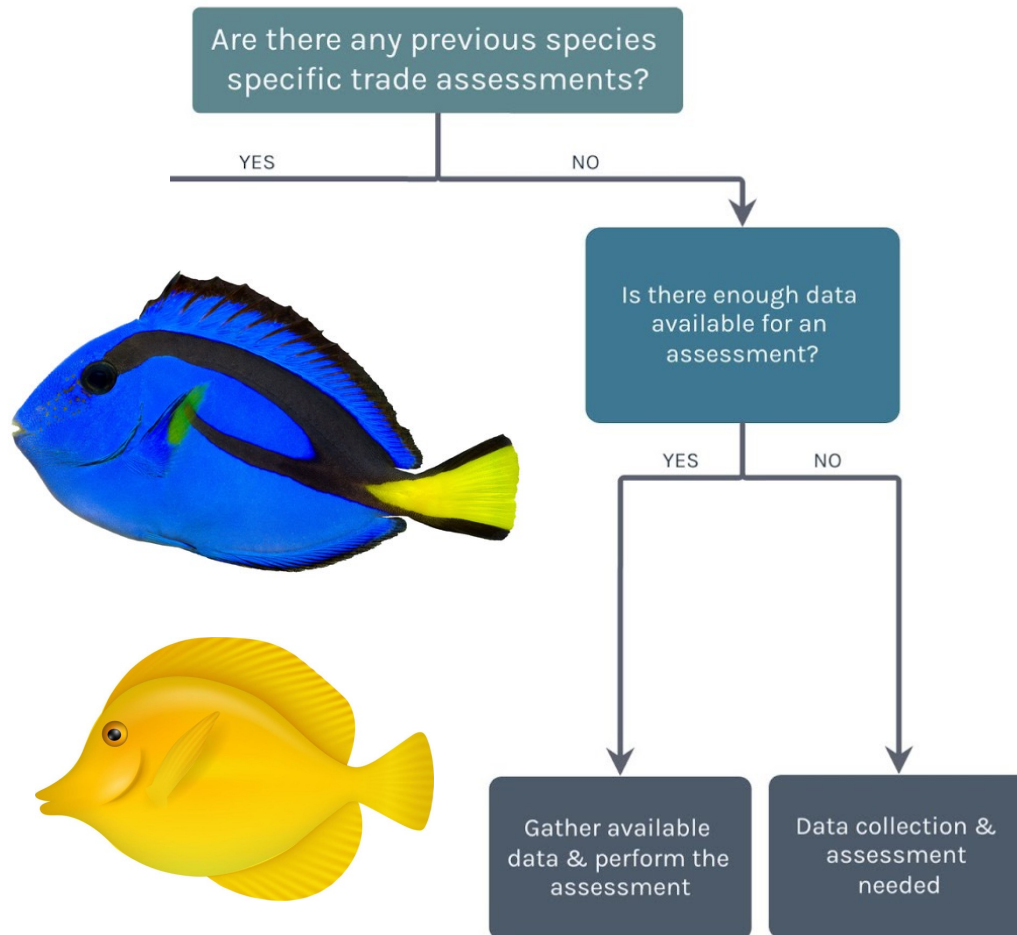 Are there any previous species
specific trade assessments?
YES
NO
Is there enough data
available for an
assessment?
YES
NO
Gather available
data & perform the
assessment
Data collection &
assessment
needed